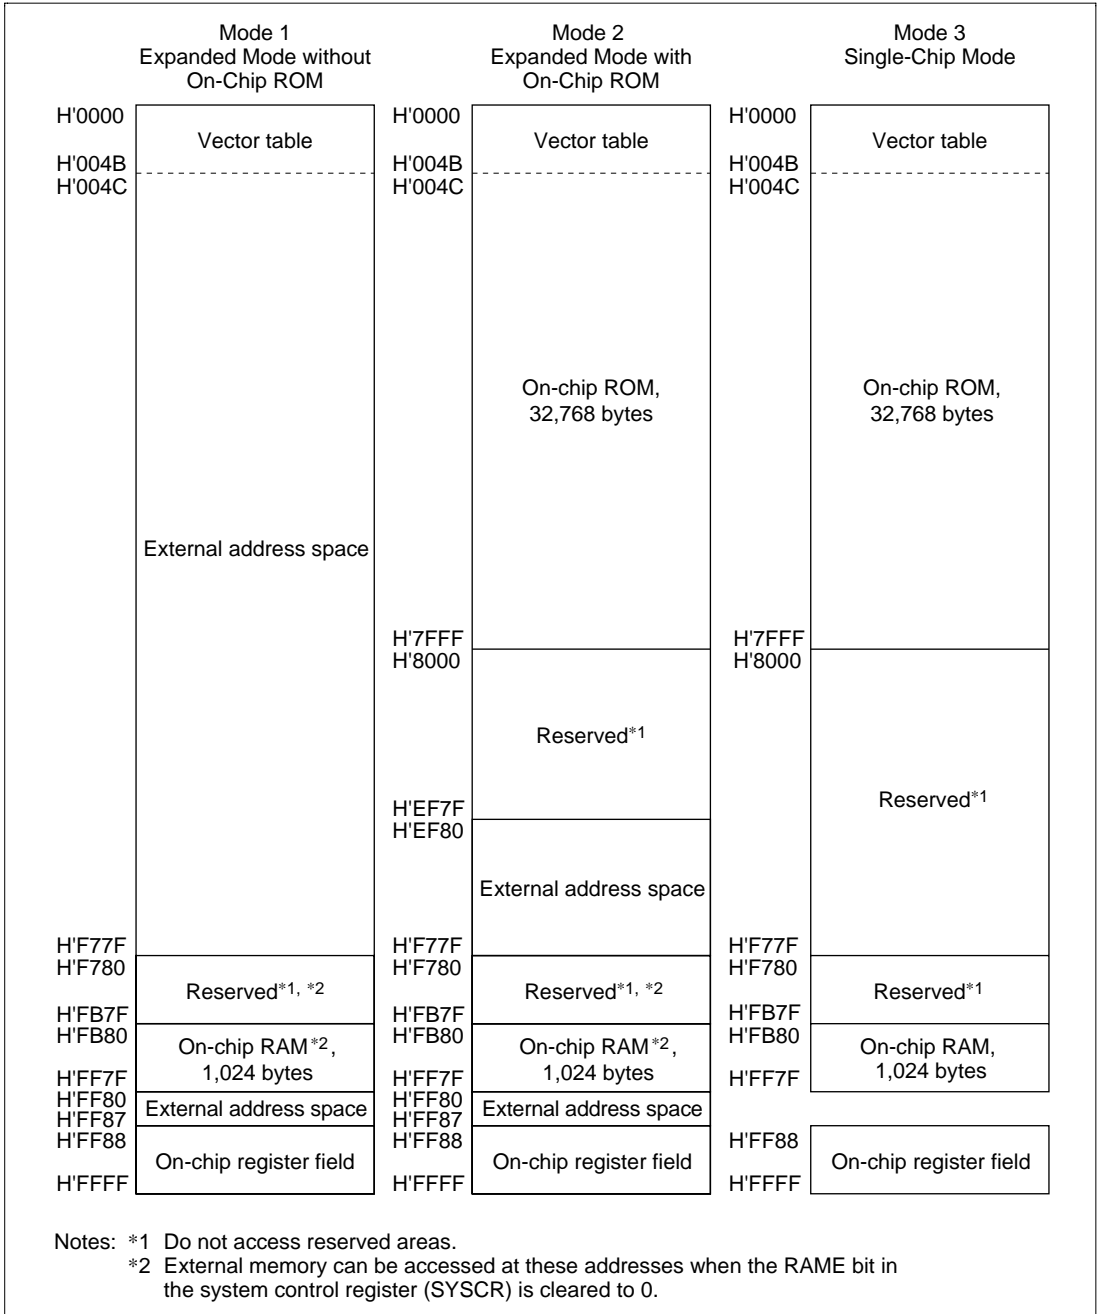 Mode 1
Expanded Mode without
On-Chip ROM
H'0000
Vector table
H'004B
H'004C
External address space
H'F77F
H'F780
Reserved*1, *2
H'FB7F
H'FB80
On-chip RAM*2,
1,024 bytes
H'FF7F
H'FF80
External address space
H'FF87
H'FF88
On-chip register field
H'FFFF
Mode 2
Expanded Mode with
On-Chip ROM
H'0000
Vector table
H'004B
H'004C
On-chip ROM,
32,768 bytes
H'7FFF
H'8000
Reserved*1
H'EF7F
H'EF80
External address space
H'F77F
H'F780
Reserved*1, *2
H'FB7F
H'FB80
On-chip RAM*2,
1,024 bytes
H'FF7F
H'FF80
External address space
H'FF87
H'FF88
On-chip register field
H'FFFF
Mode 3
Single-Chip Mode
H'0000
Vector table
H'004B
H'004C
On-chip ROM,
32,768 bytes
H'7FFF
H'8000
Reserved*1
H'F77F
H'F780
Reserved*1
H'FB7F
H'FB80
On-chip RAM,
1,024 bytes
H'FF7F
H'FF88
On-chip register field
H'FFFF
Notes: *1 Do not access reserved areas.
*2 External memory can be accessed at these addresses when the RAME bit in
the system control register (SYSCR) is cleared to 0.